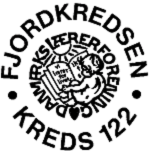 FJORDKREDSEN
DANMARKS LÆRERFORENING
KREDS 122